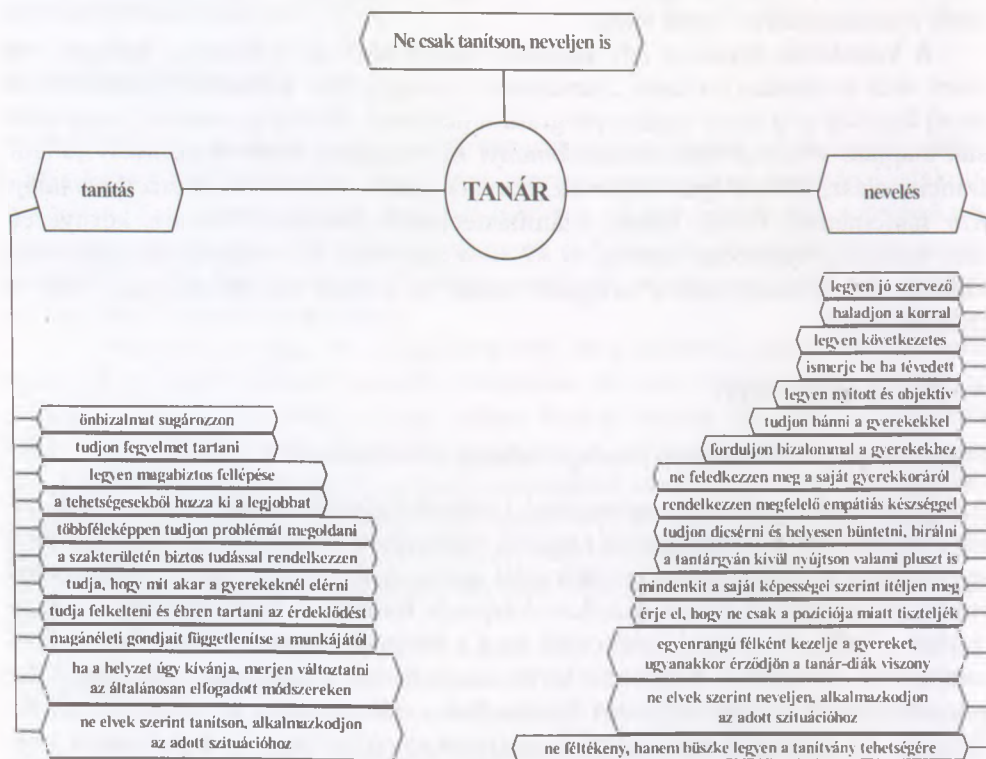 Ne csak tanítson, neveljen is
TANÁR
tanítás
nevelés
önbizalmat sugározzon
tudjon fegyelmet tartani
legyen magabiztos fellépése
a tehetségesekből hozza ki a legjobbat
többféleképpen tudjon problémát megoldani
a szakterületén biztos tudással rendelkezzen
tudja, hogy mit akar a gyerekeknél elérni
tudja felkelteni és ébren tartani az érdeklődést
magánéleti gondjait függetlenítse a munkájától
ha a helyzet úgy kívánja, merjen változtatni
az általánosan elfogadott módszereken
ne elvek szerint tanítson, alkalmazkodjon
az adott szituációhoz
legyen jó szervező
haladjon a korral
legyen következetes
ismerje be ha tévedett
legyen nyitott és objektív
tudjon bánni a gyerekekkel
forduljon bizalommal a gyerekekhez
ne feledkezzen meg a saját gyerekkoráról
rendelkezzen megfelelő empátiás készséggel
tudjon dicsérni és helyesen büntetni, bírálni
a tantárgyán kívül nyújtson valami pluszt is
mindenkit a saját képességei szerint ítéljen meg
érje el, hogy ne csak a pozíciója miatt tiszteljék
egyenrangú félként kezelje a gyereket,
ugyanakkor érződjön a tanár-diák viszony
ne elvek szerint neveljen, alkalmazkodjon
az adott szituációhoz
ne féltékeny, hanem büszke legyen a tanítvány tehetségére